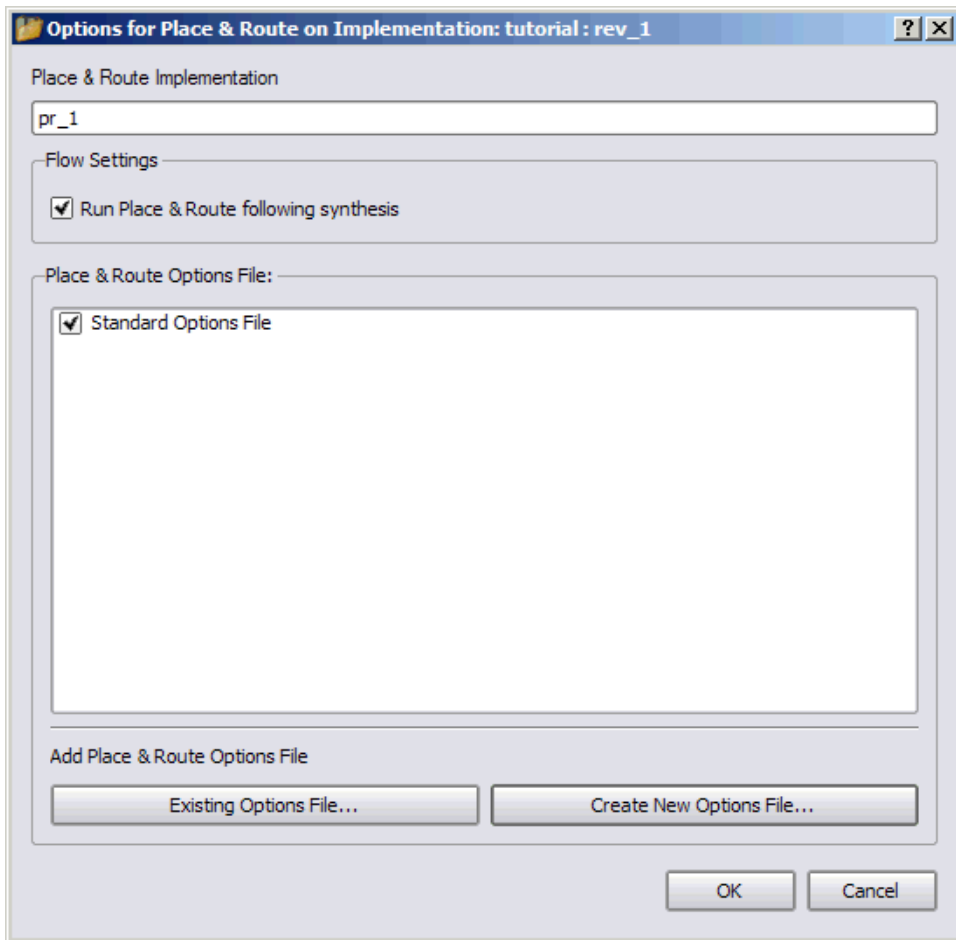 Options for Place & Route on Implementation: tutorial : rev_1
Place & Route Implementation
pr_1
Flow Settings
Run Place & Route following synthesis
Place & Route Options File:
Standard Options File
Add Place & Route Options File
Existing Options File... Create New Options File...
OK Cancel